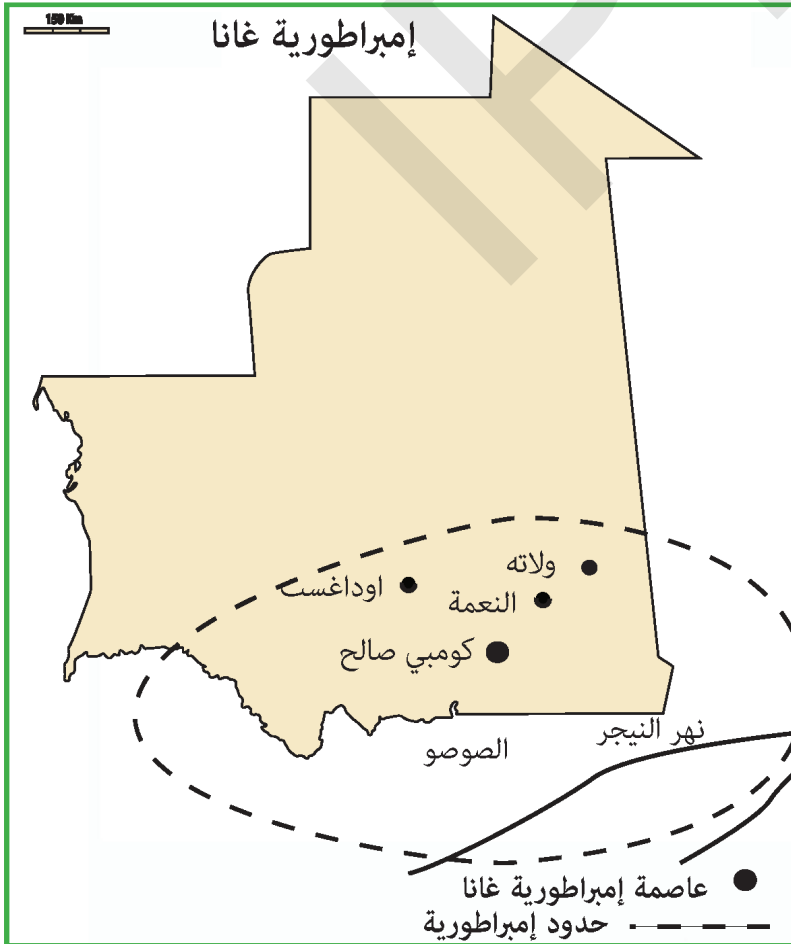 150 Km
إمبراطورية غانا
ولاته
اوداغست
النعمة
كومبي صالح
نهر النيجر
الصوصو
عاصمة إمبراطورية غانا
حدود إمبراطورية